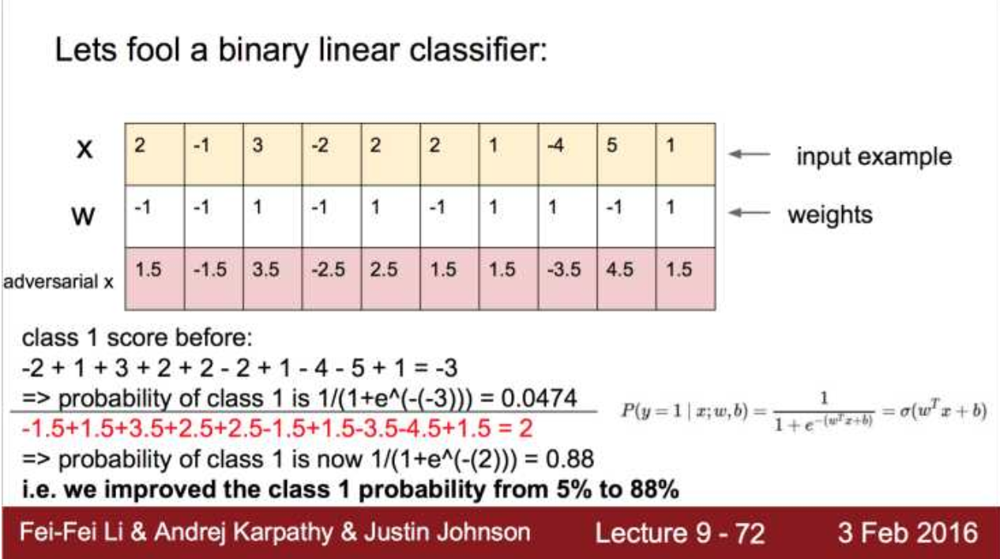 Lets fool a binary linear classifier:
x 2 -1 3 -2 2 2 1 -4 5 1 input example
w -1 -1 1 -1 1 -1 1 1 -1 1 weights
adversarial x 1.5 -1.5 3.5 -2.5 2.5 1.5 1.5 -3.5 4.5 1.5
class 1 score before:
-2 + 1 + 3 + 2 + 2 - 2 + 1 - 4 - 5 + 1 = -3
=> probability of class 1 is 1/(1+e^(-(-3))) = 0.0474
-1.5+1.5+3.5+2.5+2.5-1.5+1.5-3.5-4.5+1.5 = 2
=> probability of class 1 is now 1/(1+e^(-(2))) = 0.88
i.e. we improved the class 1 probability from 5% to 88%
P(y = 1 | x; w, b) = 1 / (1 + e^{-(w^T x+b)}) = σ(w^T x + b)
Fei-Fei Li & Andrej Karpathy & Justin Johnson Lecture 9 - 72 3 Feb 2016